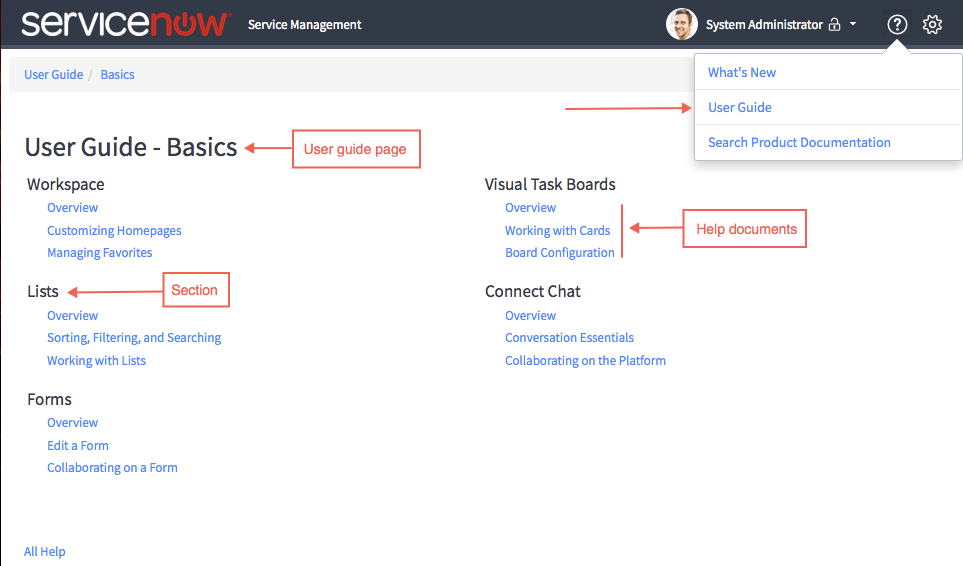 servicenow Service Management
System Administrator
What's New
User Guide
Search Product Documentation
User Guide / Basics
User Guide - Basics
User guide page
Workspace
Overview
Customizing Homepages
Managing Favorites
Lists
Section
Overview
Sorting, Filtering, and Searching
Working with Lists
Forms
Overview
Edit a Form
Collaborating on a Form
Visual Task Boards
Overview
Working with Cards
Board Configuration
Help documents
Connect Chat
Overview
Conversation Essentials
Collaborating on the Platform
All Help